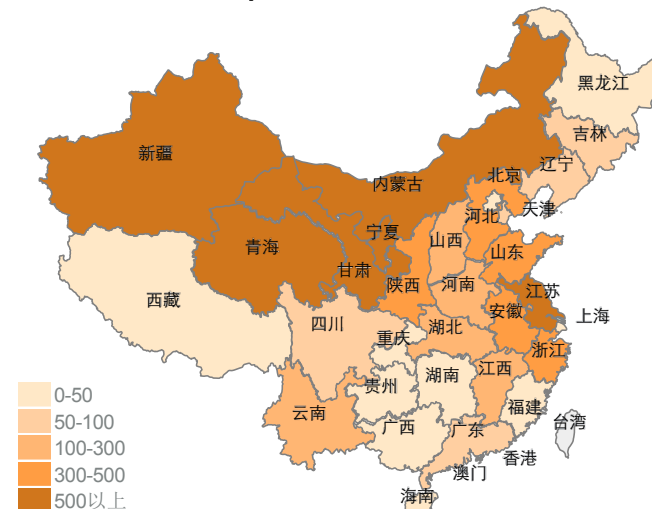 黑龙江
吉林
辽宁
新疆
内蒙古
北京
天津
河北
宁夏
山西
青海
山东
甘肃
陕西
河南
江苏
西藏
安徽
上海
四川
湖北
重庆
浙江
江西
湖南
贵州
福建
云南
台湾
广西
广东
香港
澳门
海南
0-50
50-100
100-300
300-500
500以上